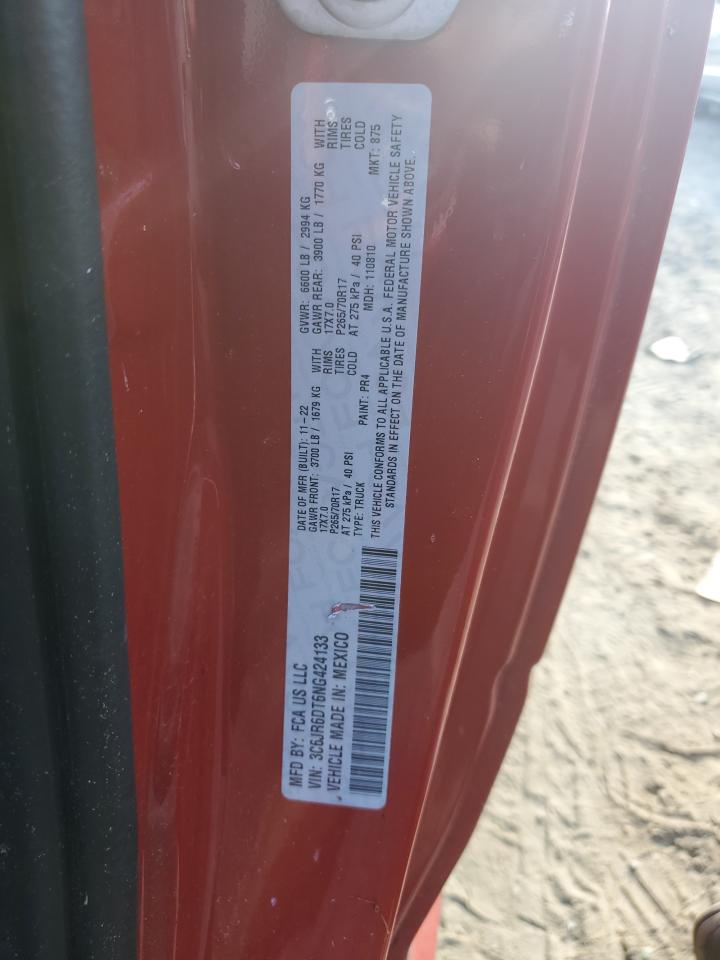 MFD BY: FCA US LLC
VIN: 3C6JR6DT6NG424133
VEHICLE MADE IN: MEXICO
DATE OF MFR (BUILT): 11-22
GVWR: 6600 LB / 2994 KG
GAWR FRONT: 3700 LB / 1679 KG WITH
GAWR REAR: 3900 LB / 1770 KG WITH
17X7.0 RIMS
17X7.0 RIMS
P265/70R17 TIRES
P265/70R17 TIRES
AT 275 kPa / 40 PSI COLD
AT 275 kPa / 40 PSI COLD
TYPE: TRUCK
PAINT: PR4
MDH: 110810
MKT: 875
THIS VEHICLE CONFORMS TO ALL APPLICABLE U.S.A. FEDERAL MOTOR VEHICLE SAFETY
STANDARDS IN EFFECT ON THE DATE OF MANUFACTURE SHOWN ABOVE.